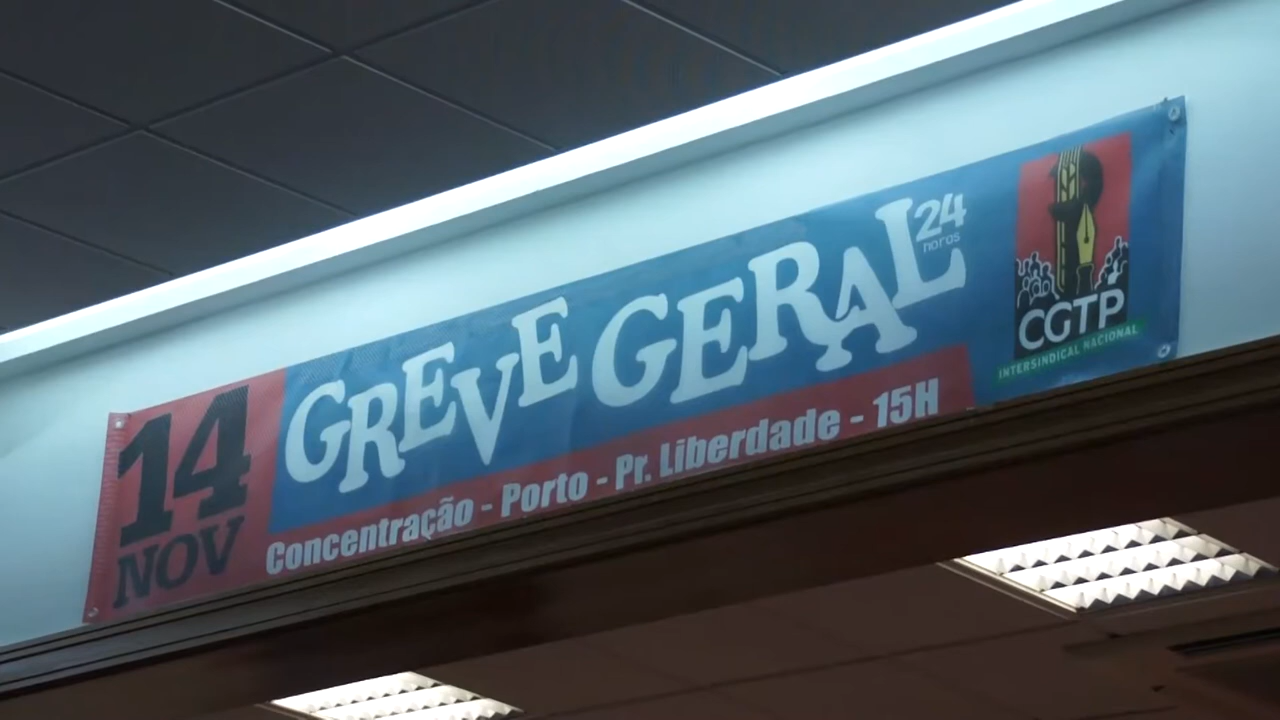 14
NOV
GREVE GERAL
24
horas
Concentração - Porto - Pr. Liberdade - 15H
CGTP
INTERSINDICAL NACIONAL